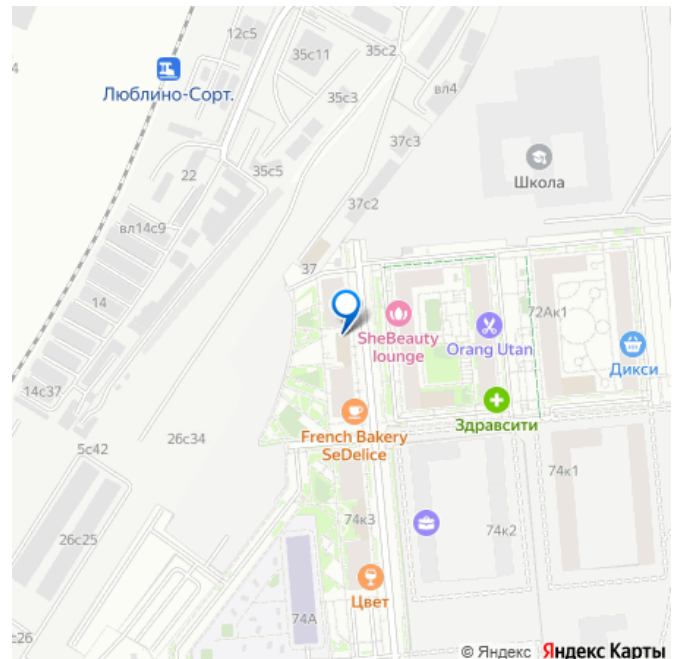 12с5
35с11
35с2
4
Люблино-Сорт.
35с3
вл4
37с3
Школа
22
35с5
37с2
вл14с9
37
14
SheBeauty
lounge
Orang Utan
72Ак1
Дикси
14с37
Здравсити
French Bakery
SeDelice
5с42
26с34
74к1
26с25
74к3
74к2
74А
Цвет
с26
© Яндекс Яндекс Карты